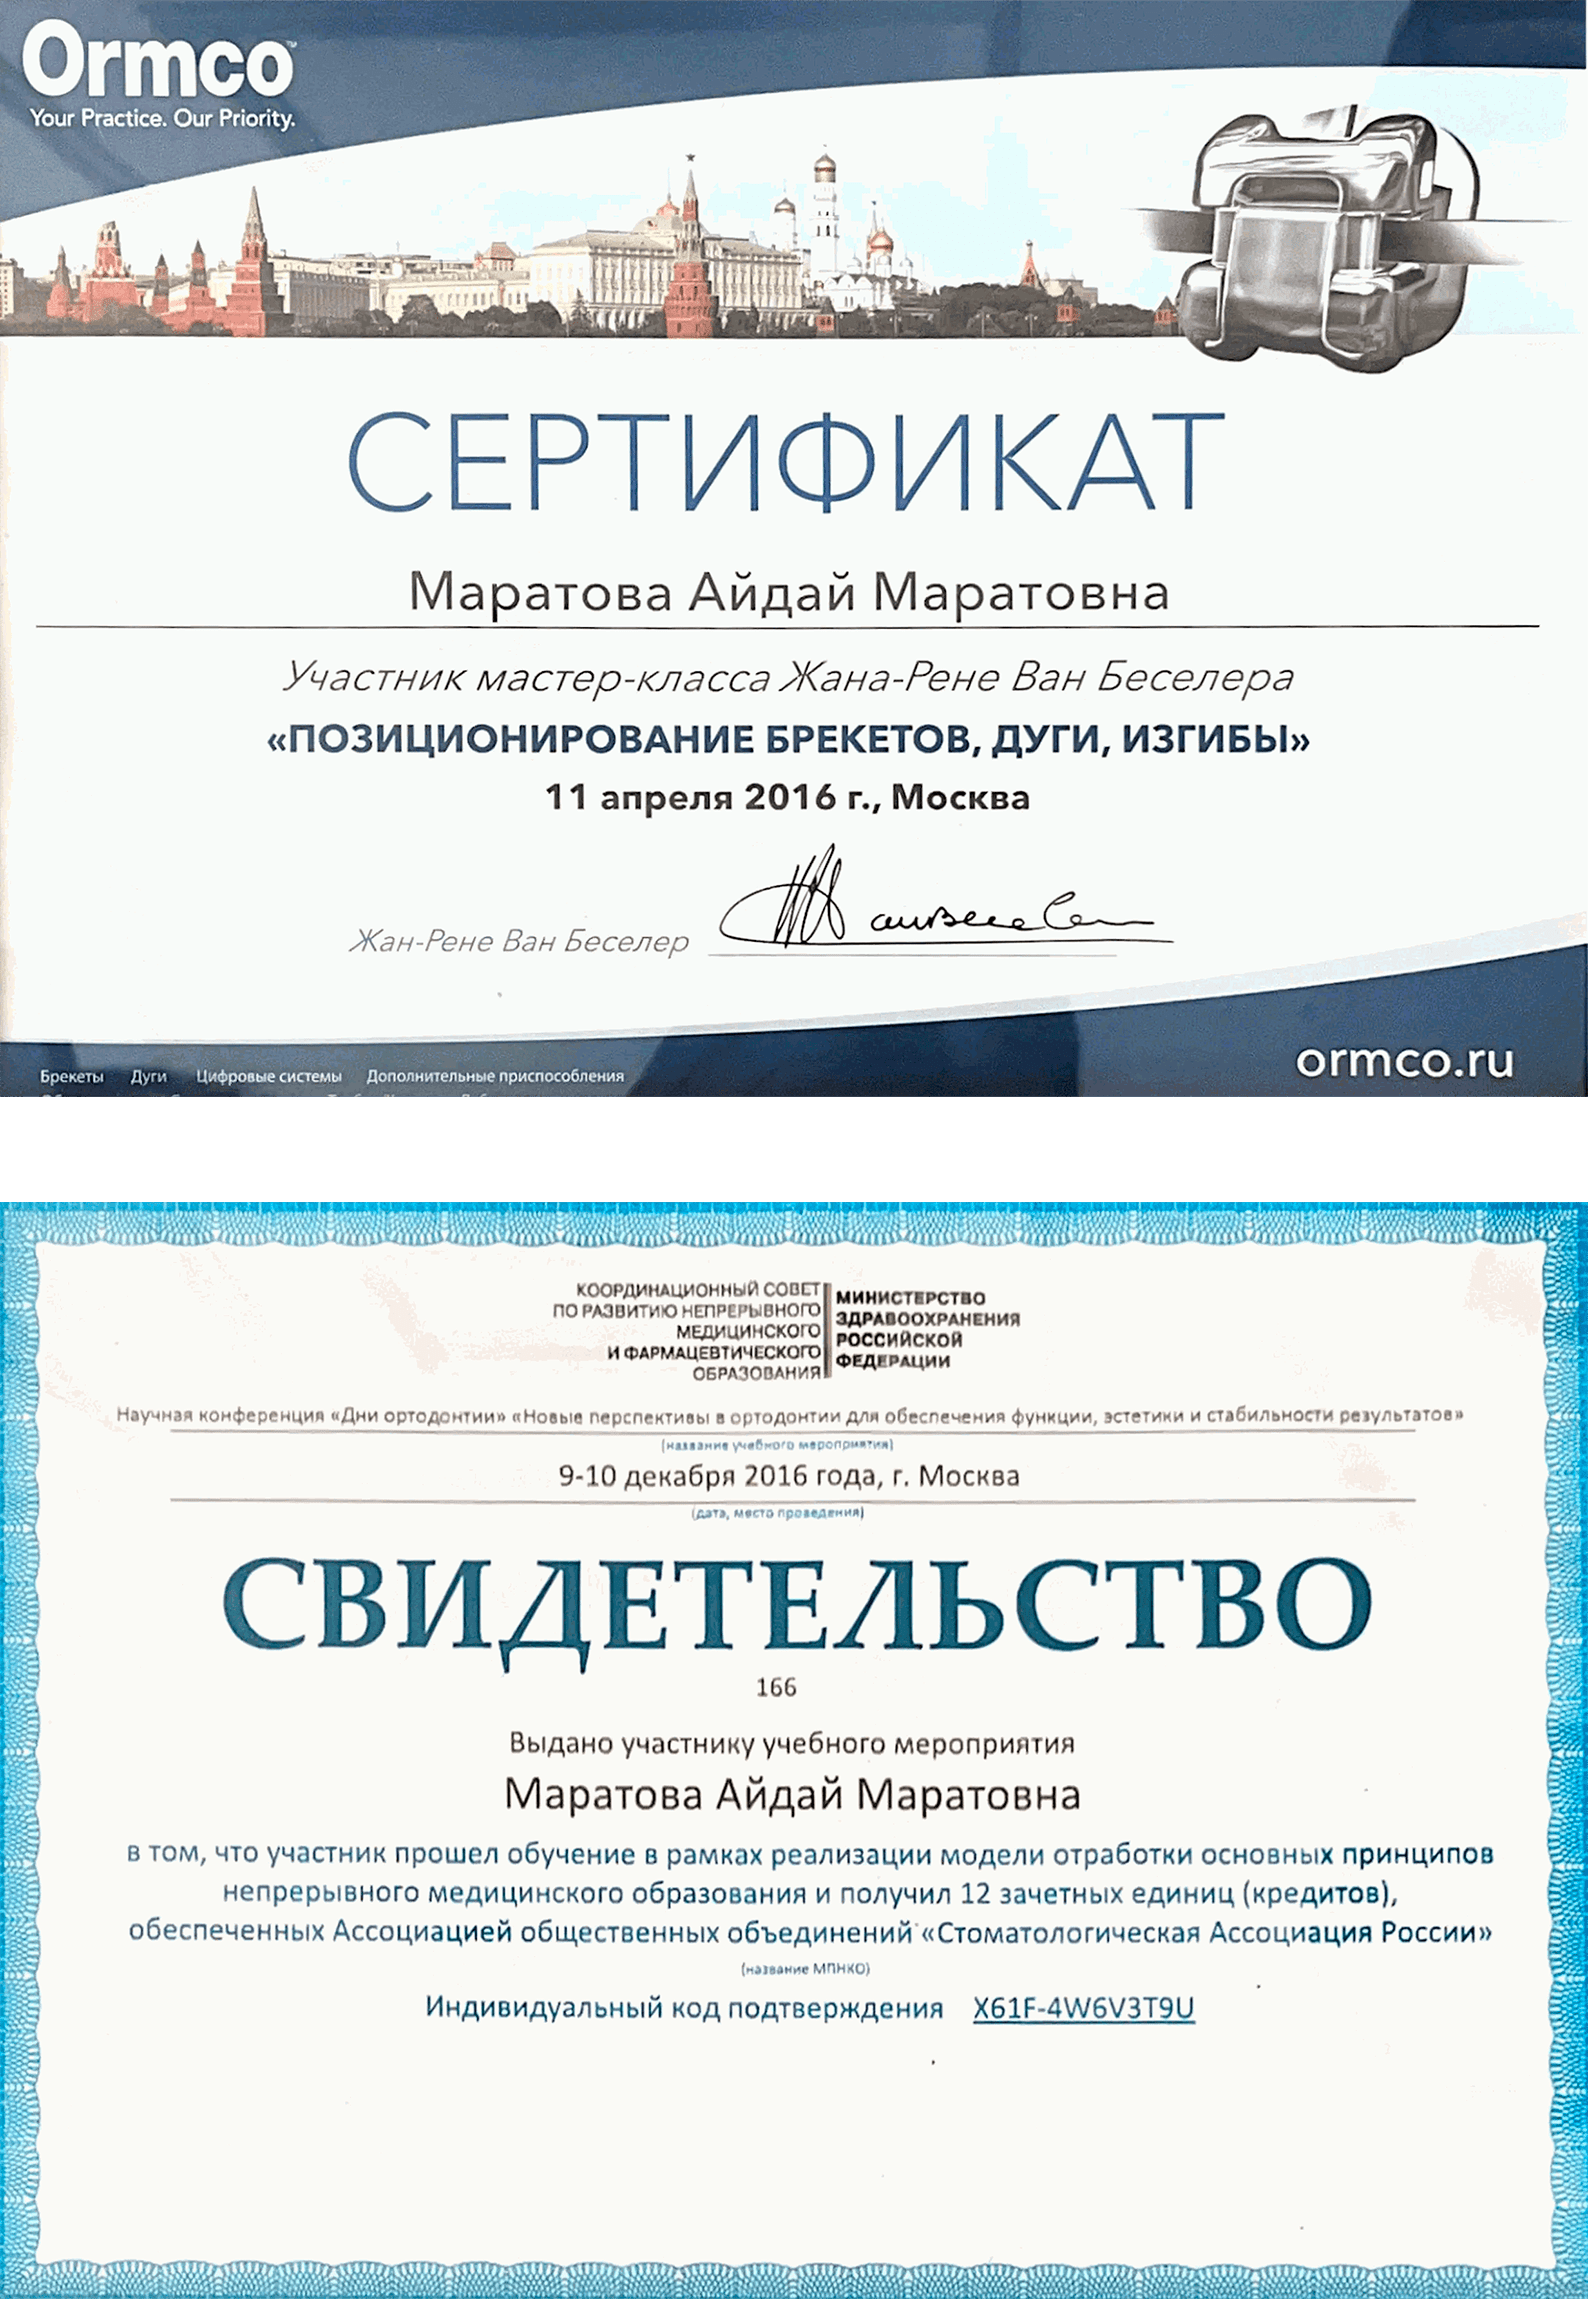 Ormco™
Your Practice. Our Priority.
СЕРТИФИКАТ
Маратова Айдай Маратовна
Участник мастер-класса Жана-Рене Ван Беселера
«ПОЗИЦИОНИРОВАНИЕ БРЕКЕТОВ, ДУГИ, ИЗГИБЫ»
11 апреля 2016 г., Москва
Жан-Рене Ван Беселер
ormco.ru
Брекеты Дуги Цифровые системы Дополнительные приспособления
КООРДИНАЦИОННЫЙ СОВЕТ
ПО РАЗВИТИЮ НЕПРЕРЫВНОГО
МЕДИЦИНСКОГО
И ФАРМАЦЕВТИЧЕСКОГО
ОБРАЗОВАНИЯ
МИНИСТЕРСТВО
ЗДРАВООХРАНЕНИЯ
РОССИЙСКОЙ
ФЕДЕРАЦИИ
Научная конференция «Дни ортодонтии» «Новые перспективы в ортодонтии для обеспечения функции, эстетики и стабильности результатов»
(название учебного мероприятия)
9-10 декабря 2016 года, г. Москва
(дата, место проведения)
СВИДЕТЕЛЬСТВО
166
Выдано участнику учебного мероприятия
Маратова Айдай Маратовна
в том, что участник прошел обучение в рамках реализации модели отработки основных принципов
непрерывного медицинского образования и получил 12 зачетных единиц (кредитов),
обеспеченных Ассоциацией общественных объединений «Стоматологическая Ассоциация России»
(название МПНКО)
Индивидуальный код подтверждения X61F-4W6V3T9U